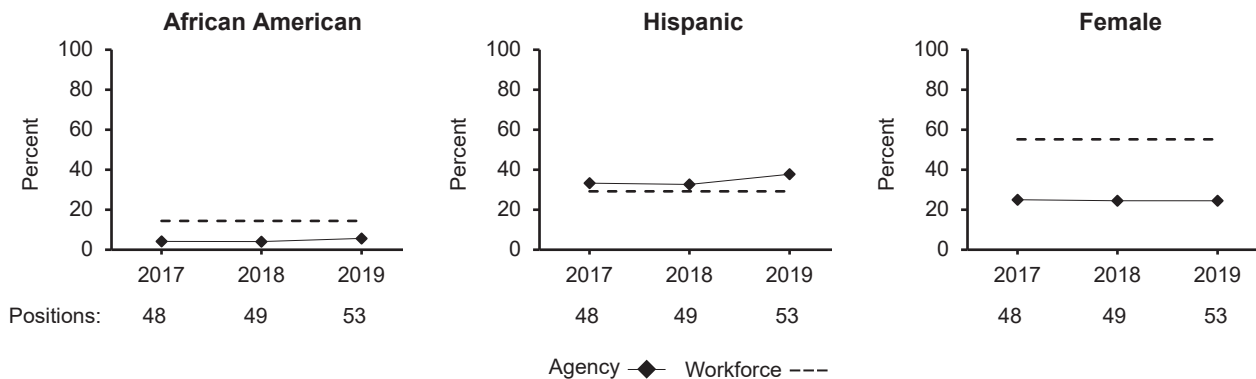 African American Hispanic Female
100 100 100
80 80 80
60 60 60
40 40 40
20 20 20
0 0 0
Percent Percent Percent
2017 2018 2019 2017 2018 2019 2017 2018 2019
Positions: 48 49 53 48 49 53 48 49 53
Agency Workforce